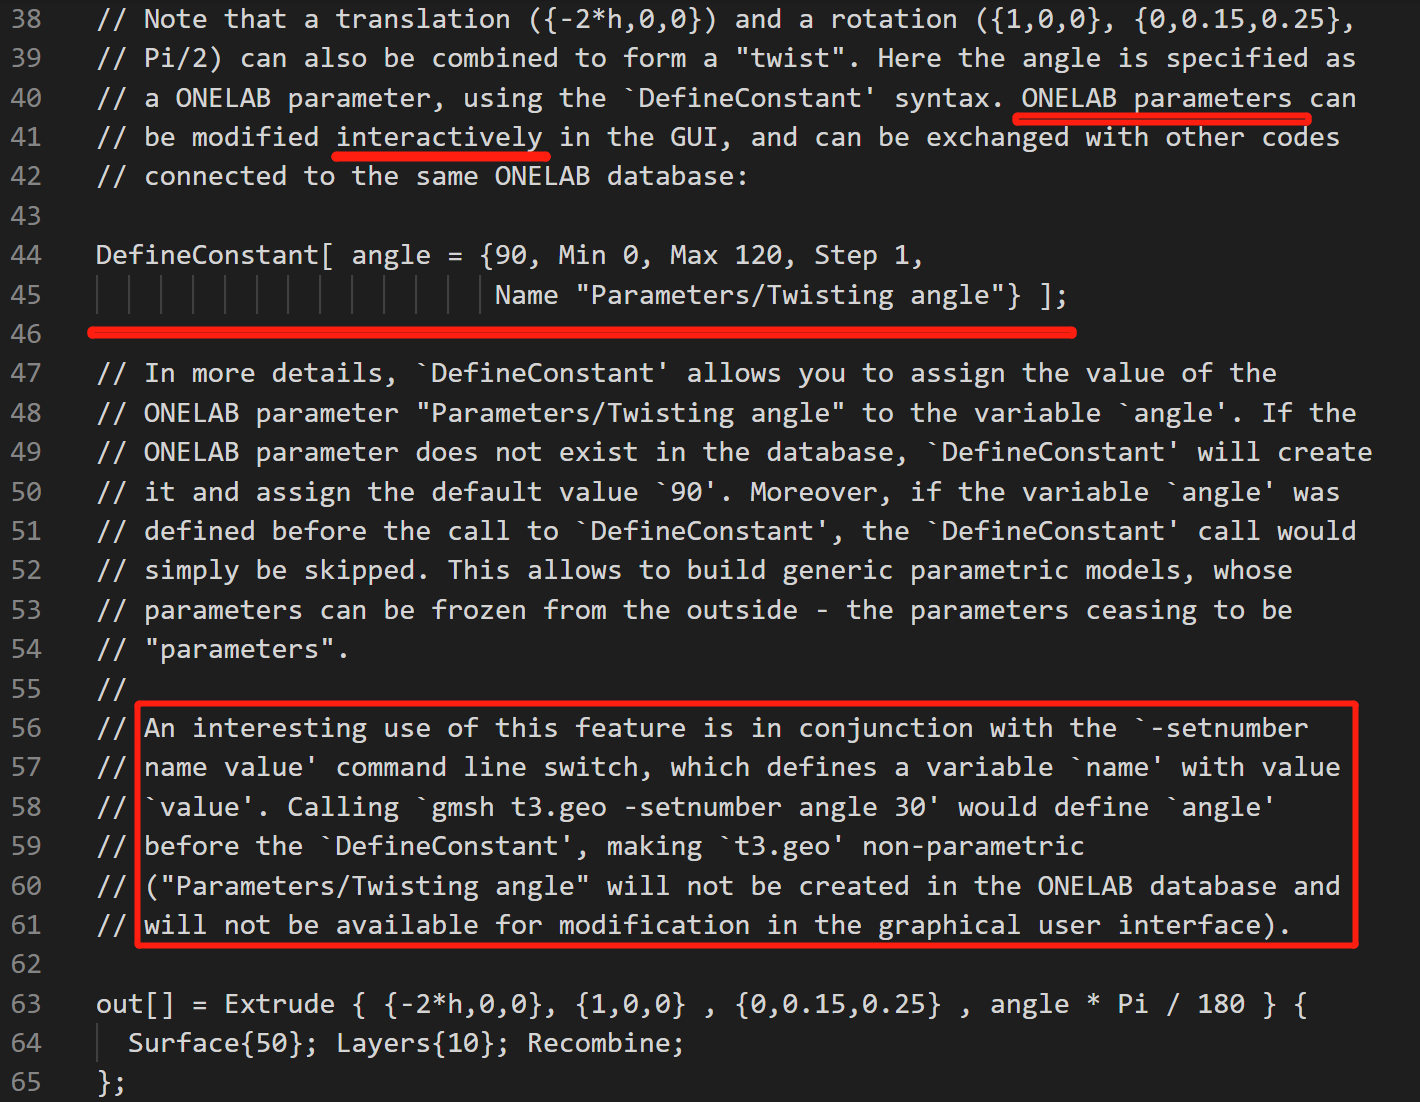 38 // Note that a translation ({-2*h,0,0}) and a rotation ({1,0,0}, {0,0.15,0.25},
39 // Pi/2) can also be combined to form a "twist". Here the angle is specified as
40 // a ONELAB parameter, using the `DefineConstant' syntax. ONELAB parameters can
41 // be modified interactively in the GUI, and can be exchanged with other codes
42 // connected to the same ONELAB database:
43
44 DefineConstant[ angle = {90, Min 0, Max 120, Step 1,
45 Name "Parameters/Twisting angle"} ];
46
47 // In more details, `DefineConstant' allows you to assign the value of the
48 // ONELAB parameter "Parameters/Twisting angle" to the variable `angle'. If the
49 // ONELAB parameter does not exist in the database, `DefineConstant' will create
50 // it and assign the default value `90'. Moreover, if the variable `angle' was
51 // defined before the call to `DefineConstant', the `DefineConstant' call would
52 // simply be skipped. This allows to build generic parametric models, whose
53 // parameters can be frozen from the outside - the parameters ceasing to be
54 // "parameters".
55 //
56 // An interesting use of this feature is in conjunction with the `-setnumber
57 // name value' command line switch, which defines a variable `name' with value
58 // `value'. Calling `gmsh t3.geo -setnumber angle 30' would define `angle'
59 // before the `DefineConstant', making `t3.geo' non-parametric
60 // ("Parameters/Twisting angle" will not be created in the ONELAB database and
61 // will not be available for modification in the graphical user interface).
62
63 out[] = Extrude { {-2*h,0,0}, {1,0,0} , {0,0.15,0.25} , angle * Pi / 180 } {
64 Surface{50}; Layers{10}; Recombine;
65 };